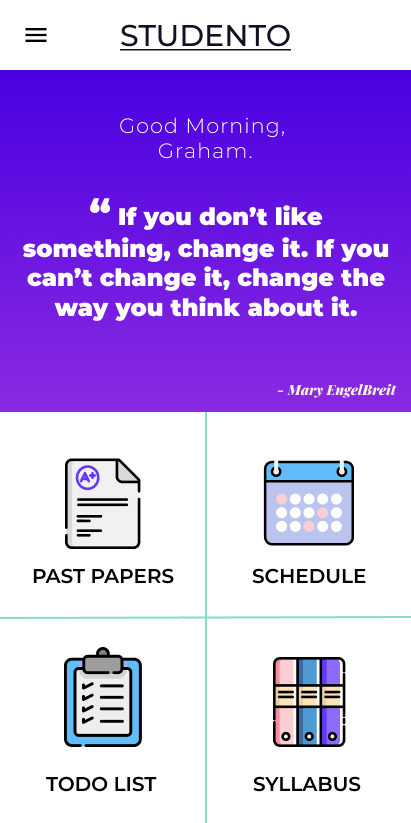 STUDENTO
Good Morning,
Graham.
“ If you don’t like
something, change it. If you
can’t change it, change the
way you think about it.
- Mary EngelBreit
A+
PAST PAPERS
SCHEDULE
TODO LIST
SYLLABUS